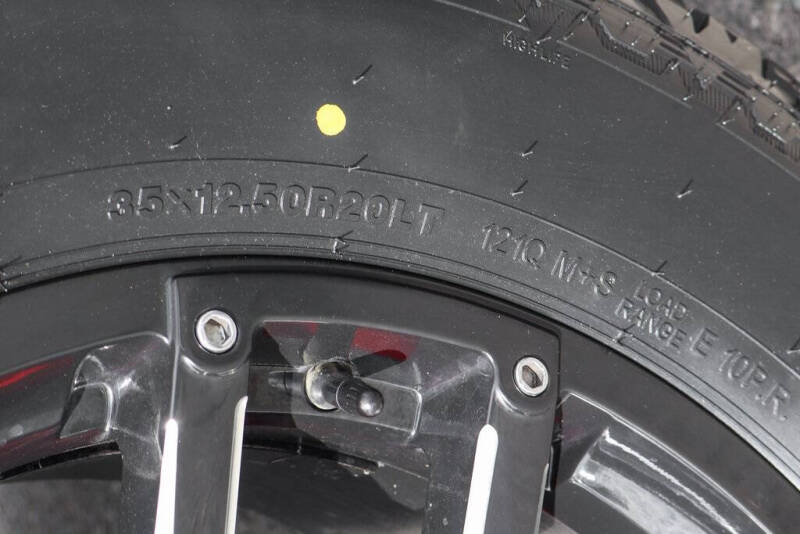 HIGHLIFE
35x12.50R20LT 121Q M+S LOAD RANGE E 10P.R.